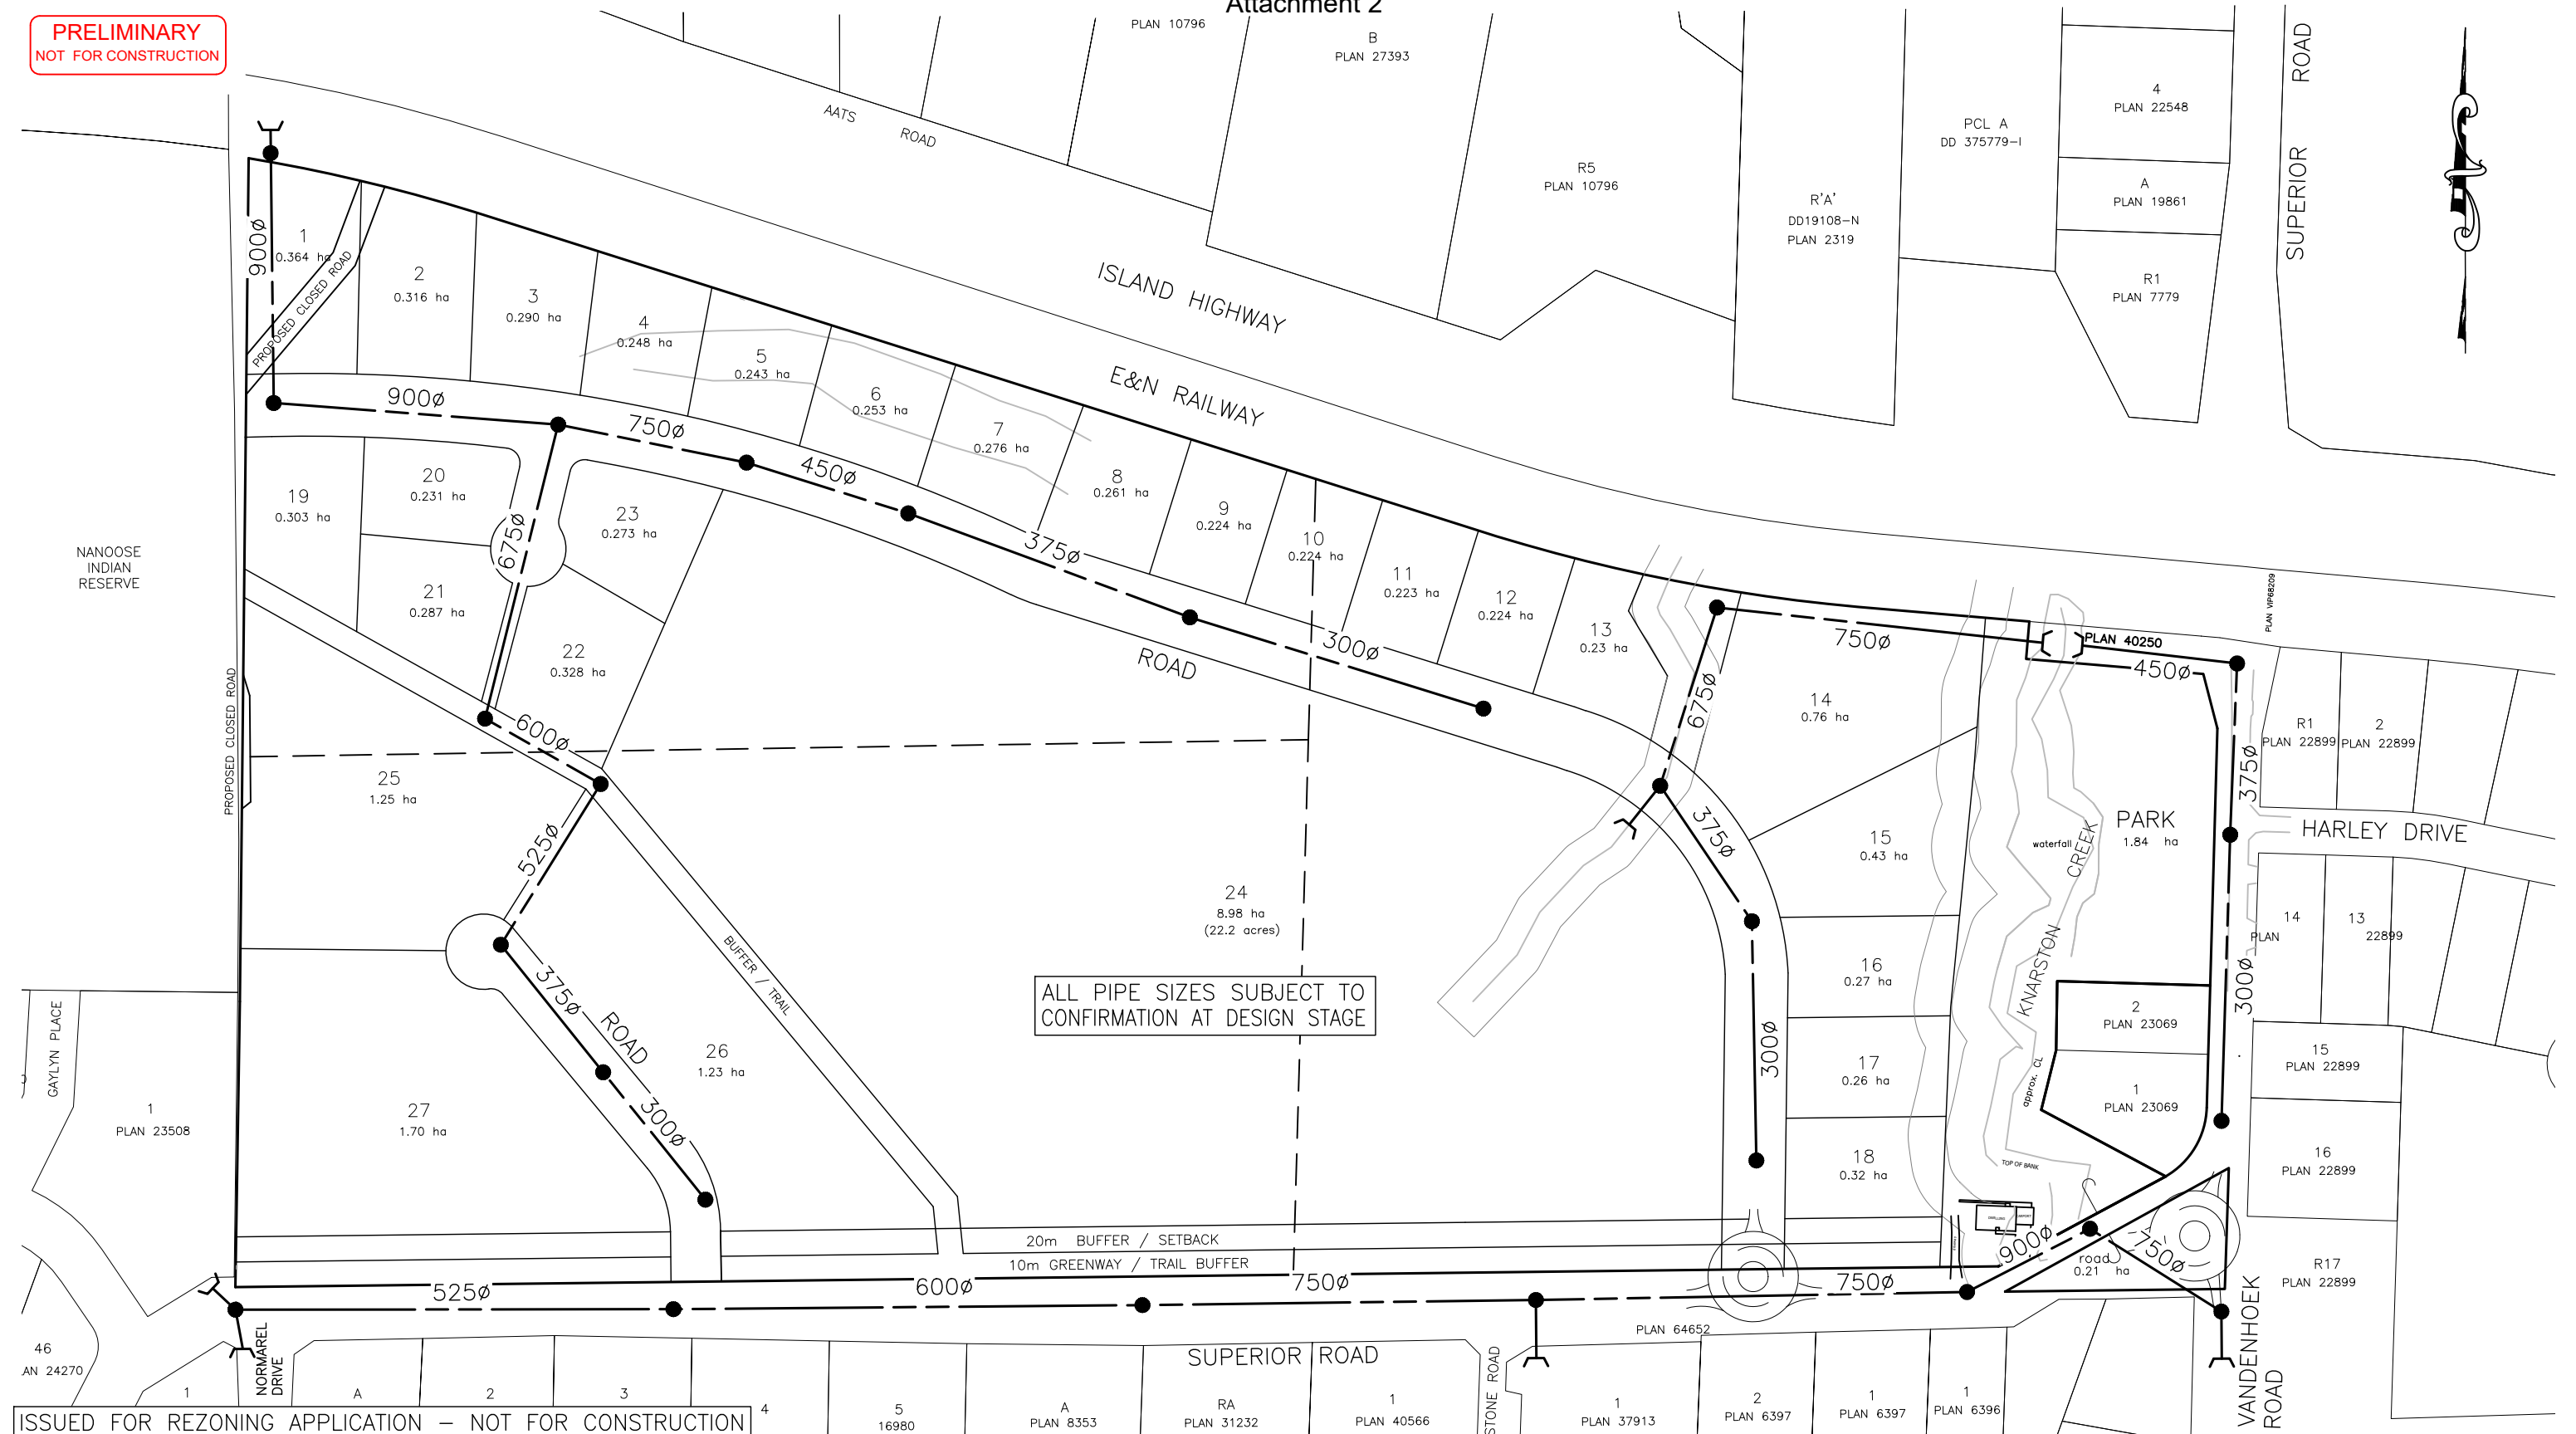 Attachment 2
PRELIMINARY
NOT FOR CONSTRUCTION
PLAN 10796
B
PLAN 27393
AATS ROAD
R5
PLAN 10796
R'A'
DD19108-N
PLAN 2319
PCL A
DD 375779-I
4
PLAN 22548
A
PLAN 19861
R1
PLAN 7779
SUPERIOR ROAD
ISLAND HIGHWAY
E&N RAILWAY
900ø
1
0.364 ha
PROPOSED CLOSED ROAD
2
0.316 ha
3
0.290 ha
4
0.248 ha
5
0.243 ha
6
0.253 ha
7
0.276 ha
8
0.261 ha
9
0.224 ha
10
0.224 ha
11
0.223 ha
12
0.224 ha
13
0.23 ha
900ø
750ø
450ø
375ø
300ø
ROAD
19
0.303 ha
20
0.231 ha
21
0.287 ha
675ø
23
0.273 ha
22
0.328 ha
NANOOSE
INDIAN
RESERVE
PROPOSED CLOSED ROAD
600ø
525ø
25
1.25 ha
375ø
ROAD
300ø
BUFFER / TRAIL
26
1.23 ha
27
1.70 ha
24
8.98 ha
(22.2 acres)
ALL PIPE SIZES SUBJECT TO
CONFIRMATION AT DESIGN STAGE
675ø
750ø
14
0.76 ha
375ø
300ø
15
0.43 ha
16
0.27 ha
17
0.26 ha
18
0.32 ha
PLAN 40250
450ø
PLAN VIP68209
375ø
300ø
R1
PLAN 22899
2
PLAN 22899
HARLEY DRIVE
PARK
1.84 ha
waterfall
KNARSTON CREEK
approx. CL
TOP OF BANK
2
PLAN 23069
1
PLAN 23069
14
PLAN
13
22899
15
PLAN 22899
16
PLAN 22899
R17
PLAN 22899
GAYLYN PLACE
1
PLAN 23508
20m BUFFER / SETBACK
10m GREENWAY / TRAIL BUFFER
525ø
600ø
750ø
750ø
900ø
750ø
road
0.21 ha
VANDENHOEK
ROAD
PLAN 64652
SUPERIOR ROAD
NORMAREL
DRIVE
STONE ROAD
46
AN 24270
1
A
2
3
4
5
16980
A
PLAN 8353
RA
PLAN 31232
1
PLAN 40566
1
PLAN 37913
2
PLAN 6397
1
PLAN 6397
1
PLAN 6396
ISSUED FOR REZONING APPLICATION – NOT FOR CONSTRUCTION